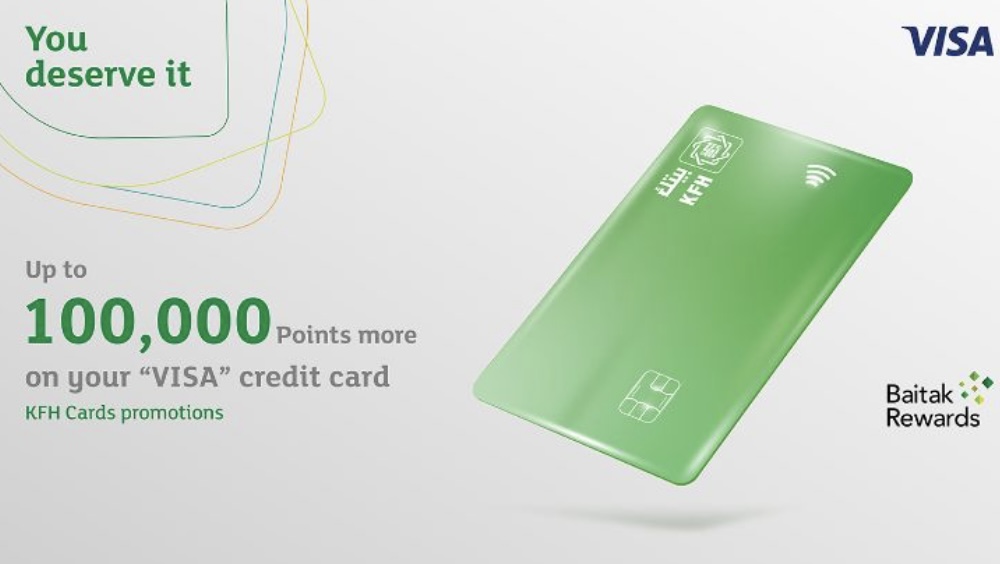 You
deserve it
VISA
بيتك
KFH
Up to
100,000 Points more
on your “VISA” credit card
KFH Cards promotions
Baitak
Rewards